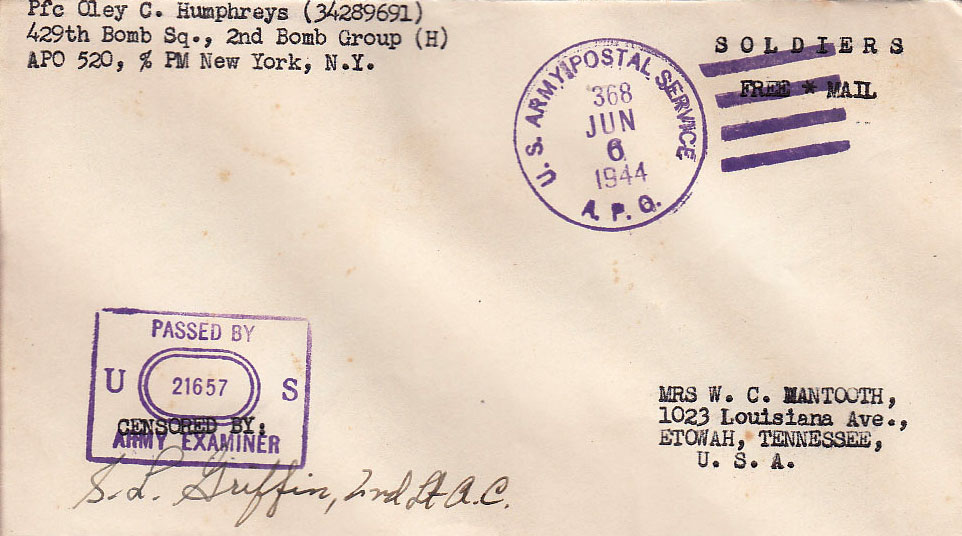 Pfc Oley C. Humphreys (34289691)
429th Bomb Sq., 2nd Bomb Group (H)
APO 520, % PM New York, N.Y.
U. S. ARMY POSTAL SERVICE
368
JUN
6
1944
A. P. O.
SOLDIERS
FREE * MAIL
PASSED BY
U 21657 S
CENSORED BY:
ARMY EXAMINER
S. L. Griffin, 2nd Lt A.C.
MRS W. C. MANTOOTH,
1023 Louisiana Ave.,
ETOWAH, TENNESSEE,
U. S. A.